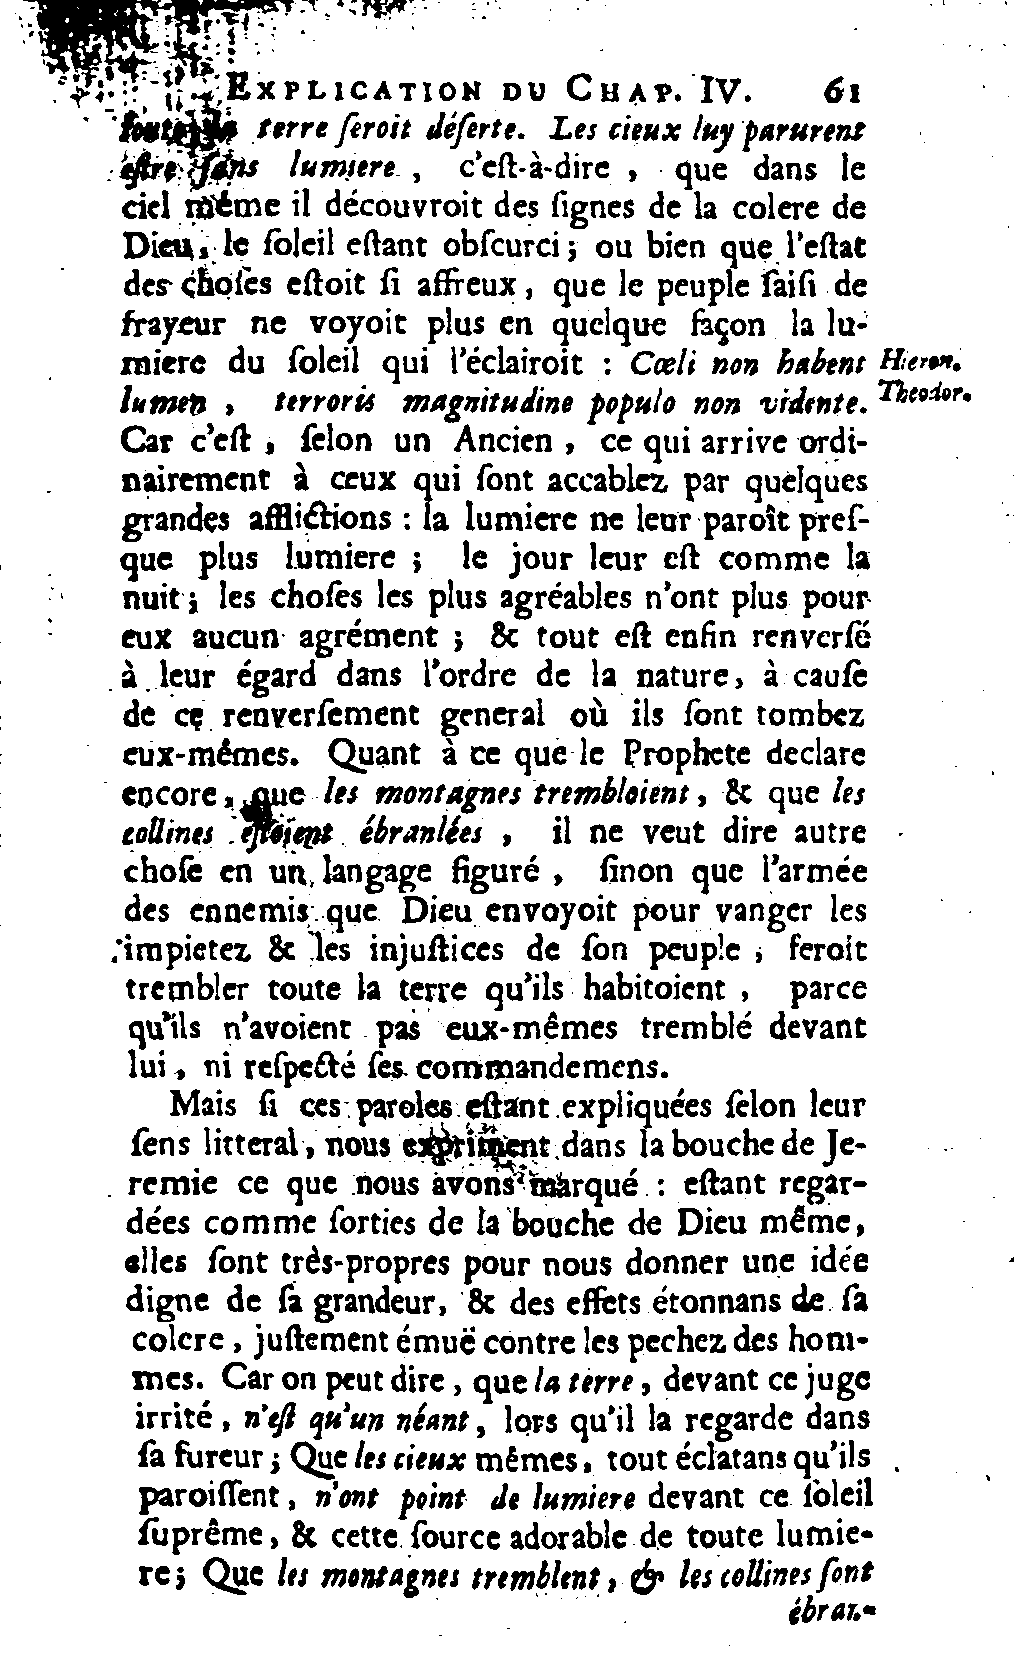 EXPLICATION DU CHAP. IV. 61
toute la terre ſeroit déſerte. Les cieux luy parurent
eſtre ſans lumiere, c'eſt-à-dire, que dans le
ciel même il découvroit des ſignes de la colere de
Dieu, le ſoleil eſtant obſcurci; ou bien que l'eſtat
des choſes eſtoit ſi affreux, que le peuple ſaiſi de
frayeur ne voyoit plus en quelque façon la lu-
miere du ſoleil qui l'éclairoit : Cœli non habent
Hieron.
lumen, terroris magnitudine populo non vidente.
Theodor.
Car c'eſt, ſelon un Ancien, ce qui arrive ordi-
nairement à ceux qui ſont accablez par quelques
grandes afflictions : la lumiere ne leur paroît preſ-
que plus lumiere; le jour leur eſt comme la
nuit; les choſes les plus agréables n'ont plus pour
eux aucun agrément; & tout eſt enfin renverſé
à leur égard dans l'ordre de la nature, à cauſe
de ce renverſement general où ils ſont tombez
eux-mêmes. Quant à ce que le Prophete declare
encore, que les montagnes trembloient, & que les
collines eſtoient ébranlées, il ne veut dire autre
choſe en un langage figuré, ſinon que l'armée
des ennemis que Dieu envoyoit pour vanger les
impietez & les injuſtices de ſon peuple, feroit
trembler toute la terre qu'ils habitoient, parce
qu'ils n'avoient pas eux-mêmes tremblé devant
lui, ni reſpecté ſes commandemens.
Mais ſi ces paroles eſtant expliquées ſelon leur
ſens litteral, nous expriment dans la bouche de Je-
remie ce que nous avons marqué : eſtant regar-
dées comme ſorties de la bouche de Dieu même,
elles ſont très-propres pour nous donner une idée
digne de ſa grandeur, & des effets étonnans de ſa
colere, juſtement émuë contre les pechez des hom-
mes. Car on peut dire, que la terre, devant ce juge
irrité, n'eſt qu'un néant, lors qu'il la regarde dans
ſa fureur; Que les cieux mêmes, tout éclatans qu'ils
paroiſſent, n'ont point de lumiere devant ce ſoleil
ſuprême, & cette ſource adorable de toute lumie-
re; Que les montagnes tremblent, & les collines ſont
ébran-